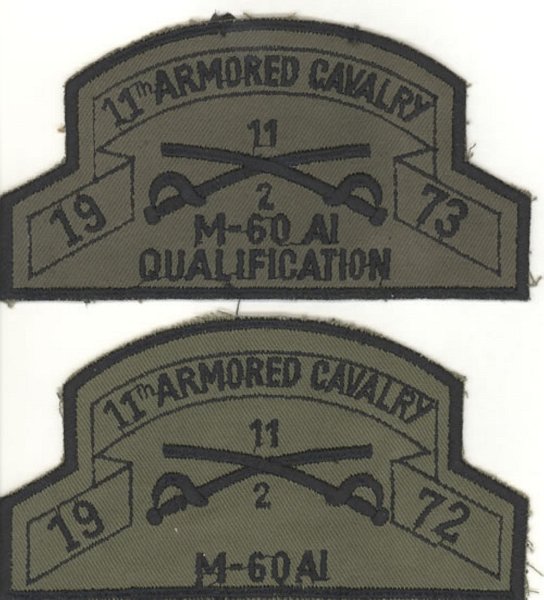 11th ARMORED CAVALRY
11
19 73
2
M-60 AI
QUALIFICATION
11th ARMORED CAVALRY
11
19 72
2
M-60 AI